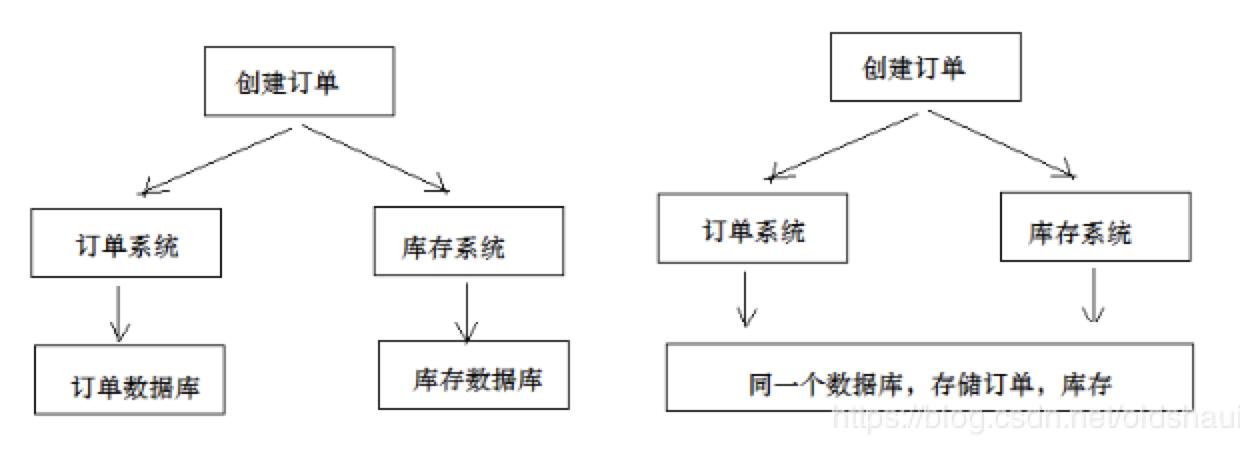 创建订单
创建订单
订单系统
库存系统
订单系统
库存系统
订单数据库
库存数据库
同一个数据库，存储订单，库存
https://blog.csdn.net/oldshaui